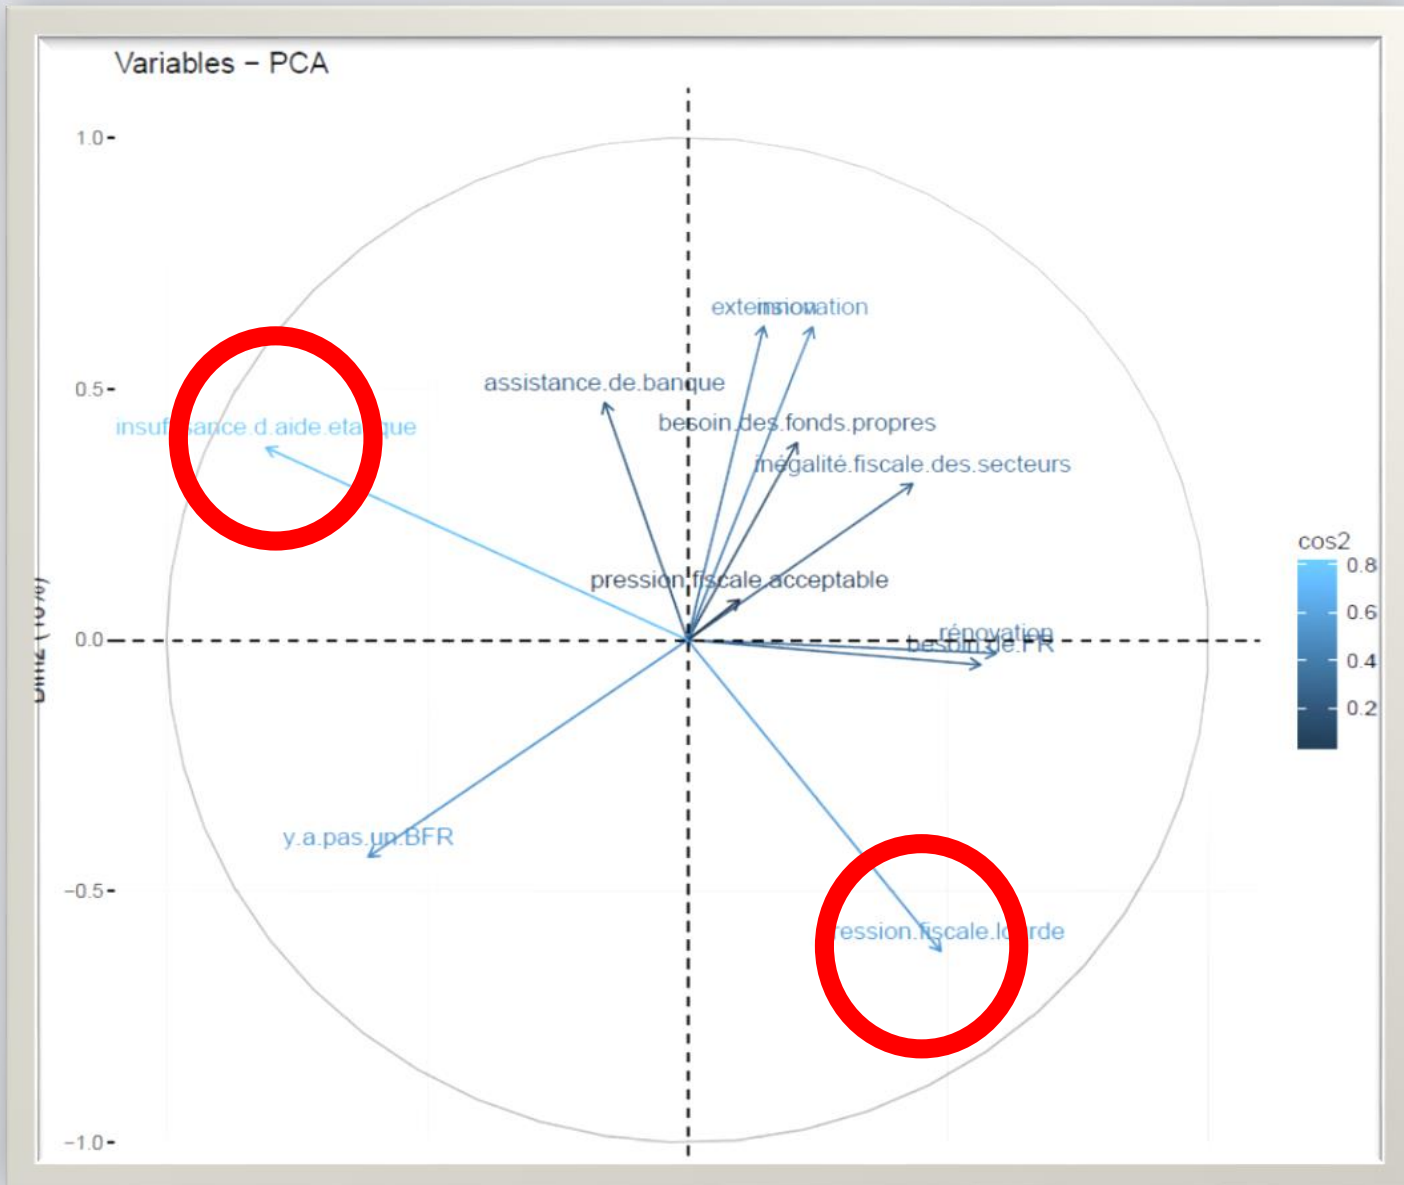 Variables − PCA
1.0
extension
innovation
0.5
assistance.de.banque
besoin.des.fonds.propres
inégalité.fiscale.des.secteurs
cos2
0.8
0.6
0.4
0.2
pression.fiscale.acceptable
0.0
rénovation
besoin.de.FR
y.a.pas.un.BFR
−0.5
−1.0